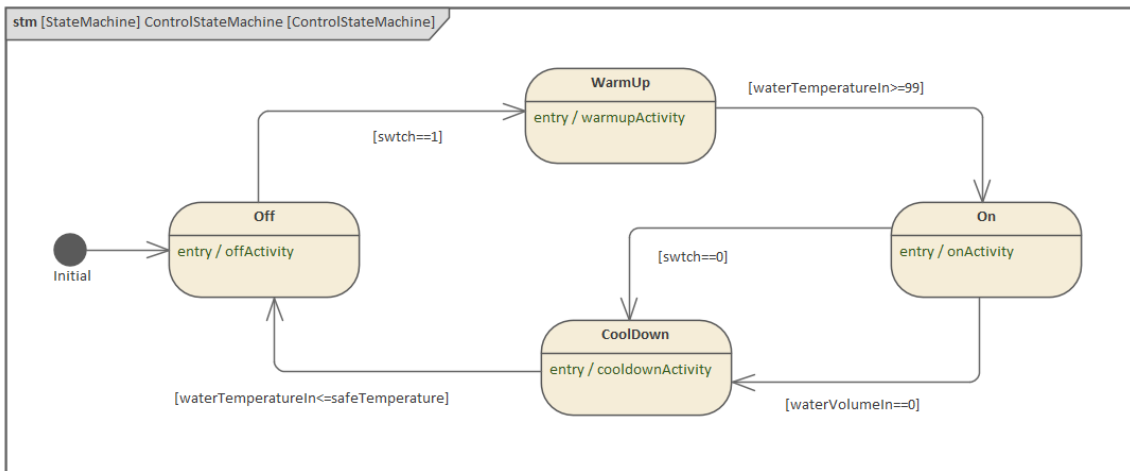 stm [StateMachine] ControlStateMachine [ControlStateMachine]
WarmUp
entry / warmupActivity
[waterTemperatureIn>=99]
[swtch==1]
Off
entry / offActivity
Initial
On
entry / onActivity
[swtch==0]
CoolDown
entry / cooldownActivity
[waterTemperatureIn<=safeTemperature]
[waterVolumeIn==0]